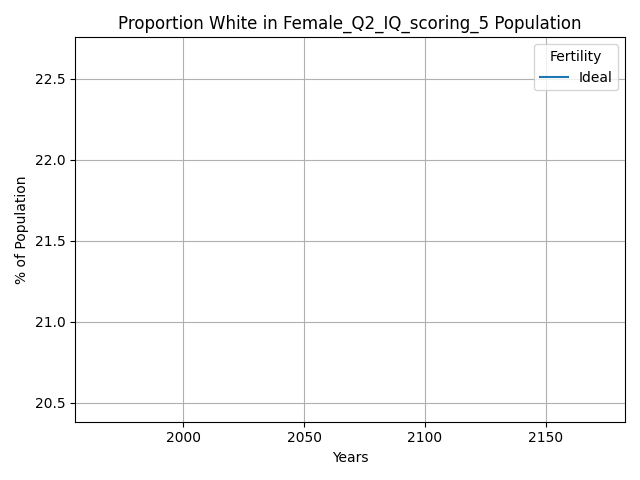 Proportion White in Female_Q2_IQ_scoring_5 Population
Fertility
Ideal
22.5
22.0
21.5
21.0
20.5
% of Population
2000 2050 2100 2150
Years